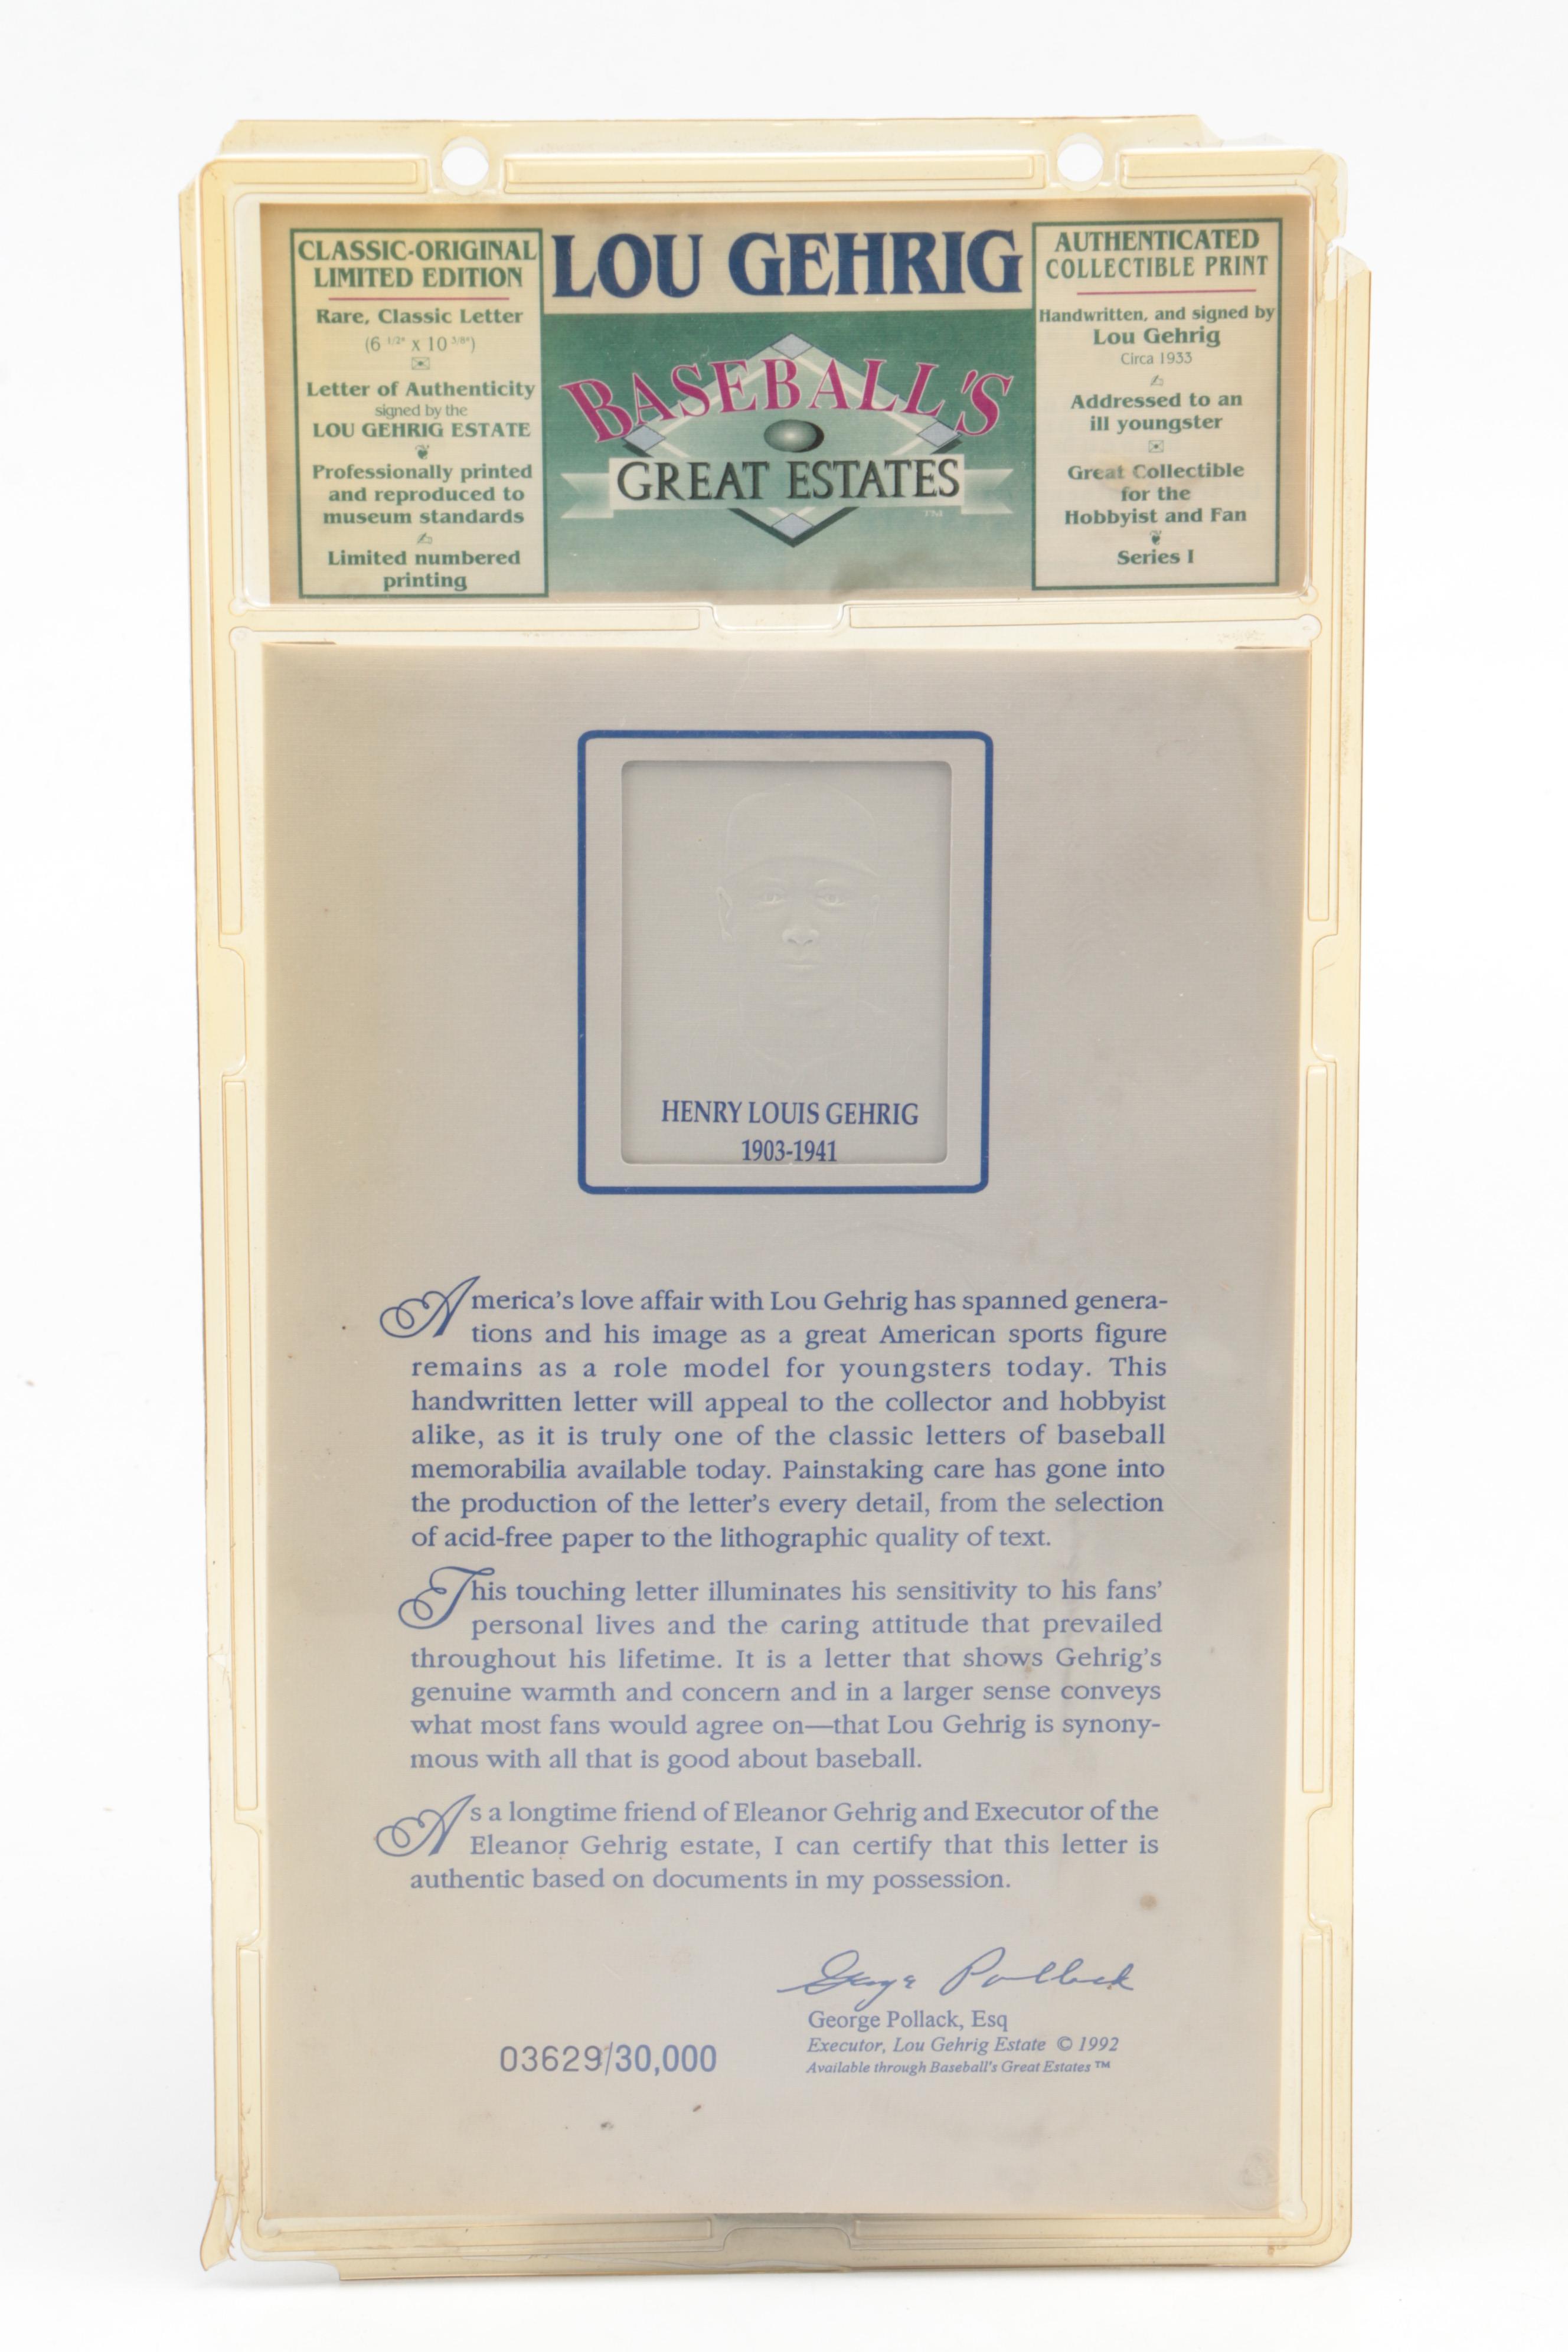 CLASSIC-ORIGINAL
LIMITED EDITION
Rare, Classic Letter
(6 1/2" x 10 3/8")
Letter of Authenticity
signed by the
LOU GEHRIG ESTATE
Professionally printed
and reproduced to
museum standards
Limited numbered
printing
LOU GEHRIG
BASEBALL'S
GREAT ESTATES
TM
AUTHENTICATED
COLLECTIBLE PRINT
Handwritten, and signed by
Lou Gehrig
Circa 1933
Addressed to an
ill youngster
Great Collectible
for the
Hobbyist and Fan
Series I
HENRY LOUIS GEHRIG
1903-1941
America's love affair with Lou Gehrig has spanned genera-
tions and his image as a great American sports figure
remains as a role model for youngsters today. This
handwritten letter will appeal to the collector and hobbyist
alike, as it is truly one of the classic letters of baseball
memorabilia available today. Painstaking care has gone into
the production of the letter's every detail, from the selection
of acid-free paper to the lithographic quality of text.
This touching letter illuminates his sensitivity to his fans'
personal lives and the caring attitude that prevailed
throughout his lifetime. It is a letter that shows Gehrig's
genuine warmth and concern and in a larger sense conveys
what most fans would agree on—that Lou Gehrig is synony-
mous with all that is good about baseball.
As a longtime friend of Eleanor Gehrig and Executor of the
Eleanor Gehrig estate, I can certify that this letter is
authentic based on documents in my possession.
George Pollack
George Pollack, Esq
Executor, Lou Gehrig Estate © 1992
Available through Baseball's Great Estates ™
03629/30,000